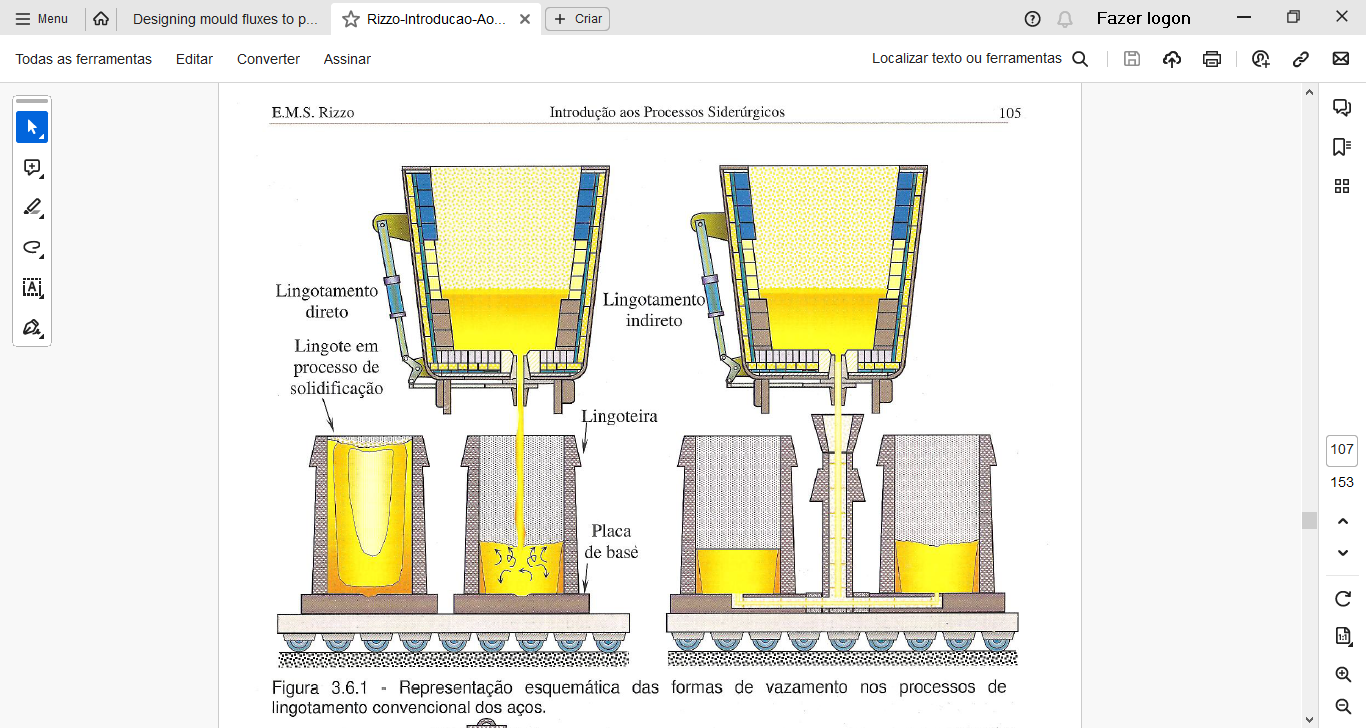 Menu
Designing mould fluxes to p...
Rizzo-Introducao-Ao...
Criar
Fazer logon
Todas as ferramentas
Editar
Converter
Assinar
Localizar texto ou ferramentas
E.M.S. Rizzo
Introdução aos Processos Siderúrgicos
105
Lingotamento
direto
Lingote em
processo de
solidificação
Lingoteira
Placa
de base
Lingotamento
indireto
Figura 3.6.1 - Representação esquemática das formas de vazamento nos processos de
lingotamento convencional dos aços.
107
153